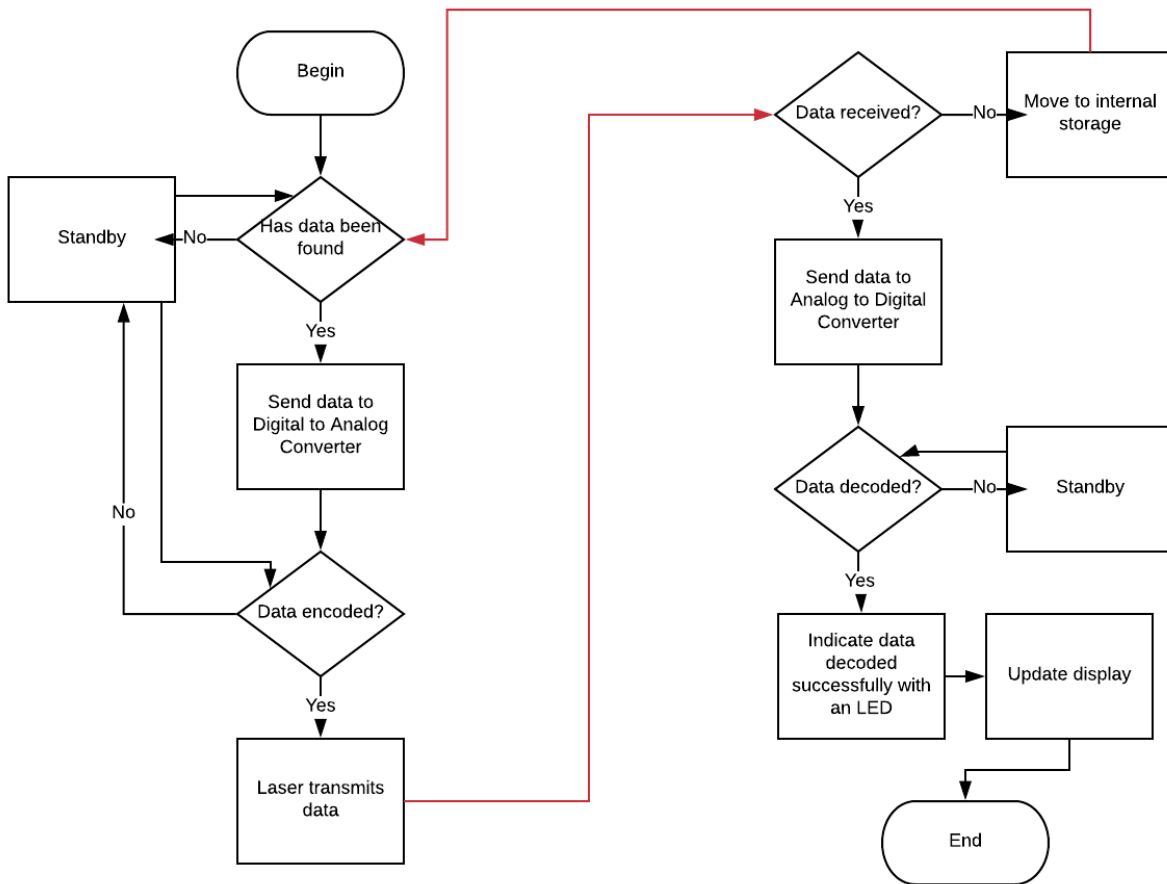 Begin
Has data been
found
No
Standby
Yes
Send data to
Digital to Analog
Converter
No
Data encoded?
Yes
Laser transmits
data
Data received?
No
Move to internal
storage
Yes
Send data to
Analog to Digital
Converter
Data decoded?
No
Standby
Yes
Indicate data
decoded
successfully with
an LED
Update display
End